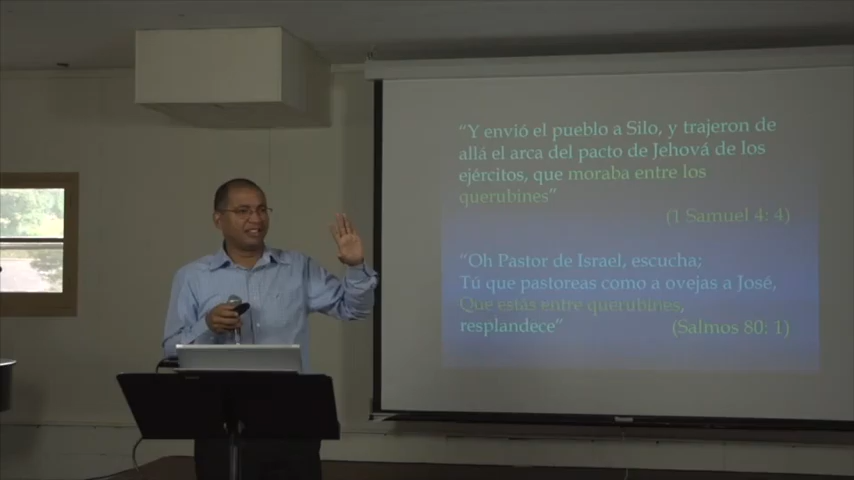 “Y envió el pueblo a Silo, y trajeron de
allá el arca del pacto de Jehová de los
ejércitos, que moraba entre los
querubines”
(1 Samuel 4: 4)
“Oh Pastor de Israel, escucha;
Tú que pastoreas como a ovejas a José,
Que estás entre querubines,
resplandece” (Salmos 80: 1)